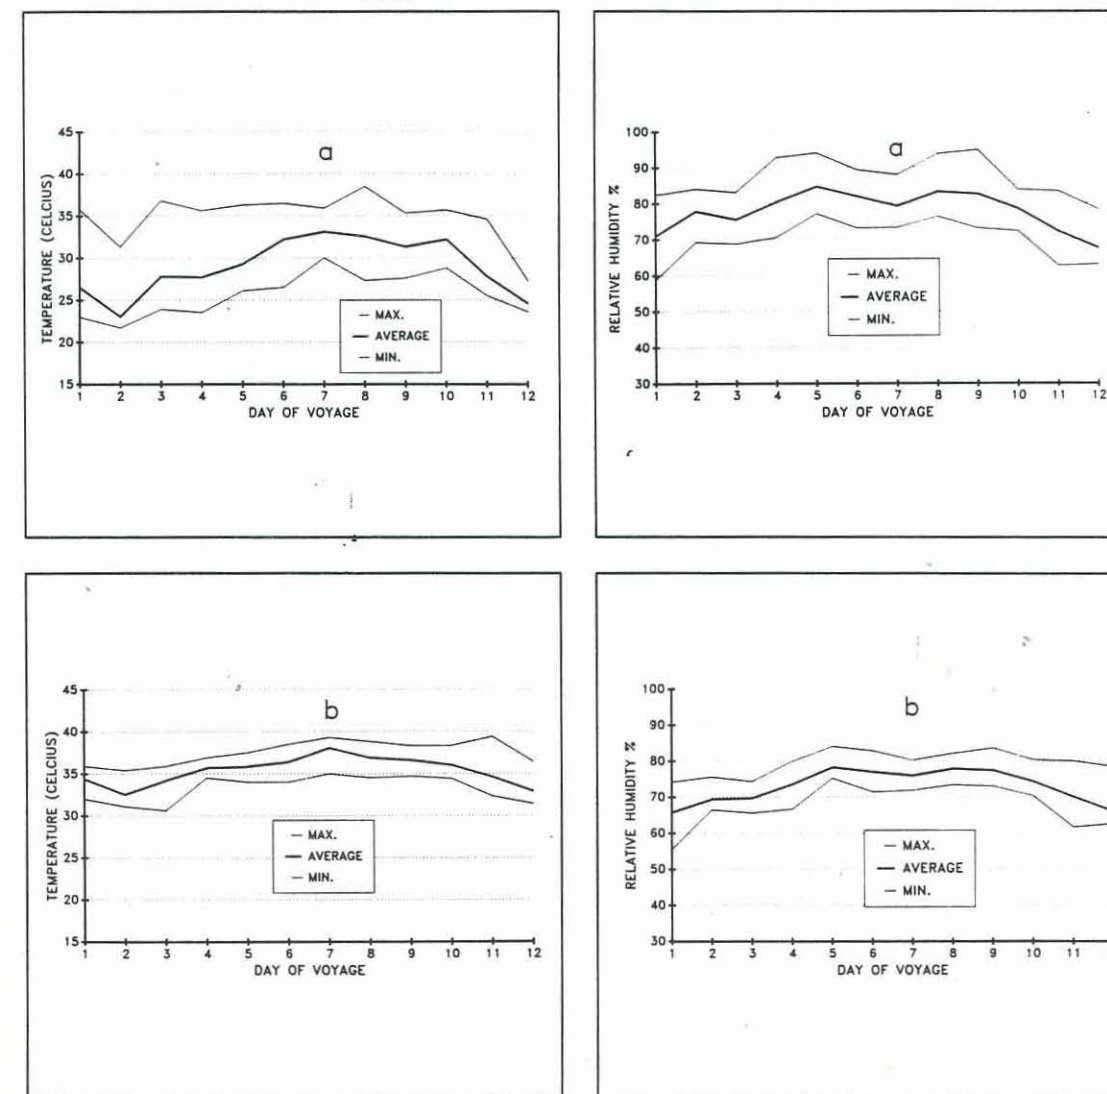 a
TEMPERATURE (CELCIUS)
45
40
35
30
25
20
15
MAX.
AVERAGE
MIN.
1 2 3 4 5 6 7 8 9 10 11 12
DAY OF VOYAGE
a
RELATIVE HUMIDITY %
100
90
80
70
60
50
40
30
MAX.
AVERAGE
MIN.
1 2 3 4 5 6 7 8 9 10 11 12
DAY OF VOYAGE
b
TEMPERATURE (CELCIUS)
45
40
35
30
25
20
15
MAX.
AVERAGE
MIN.
1 2 3 4 5 6 7 8 9 10 11 12
DAY OF VOYAGE
b
RELATIVE HUMIDITY %
100
90
80
70
60
50
40
30
MAX.
AVERAGE
MIN.
1 2 3 4 5 6 7 8 9 10 11
DAY OF VOYAGE